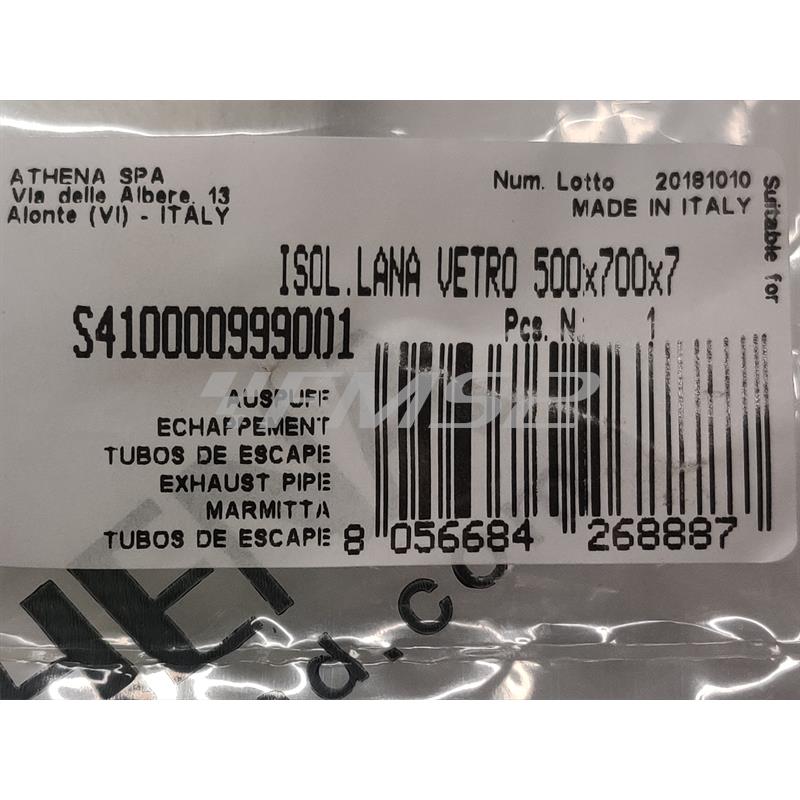 ATHENA SPA
Via delle Albere, 13
Alonte (VI) - ITALY
Num. Lotto 20181010
MADE IN ITALY
Suitable for
ISOL.LANA VETRO 500x700x7
S410000999001
Pcs. N: 1
AUSPUFF
ECHAPPEMENT
TUBOS DE ESCAPE
EXHAUST PIPE
MARMITTA
TUBOS DE ESCAPE
8 056684 268887